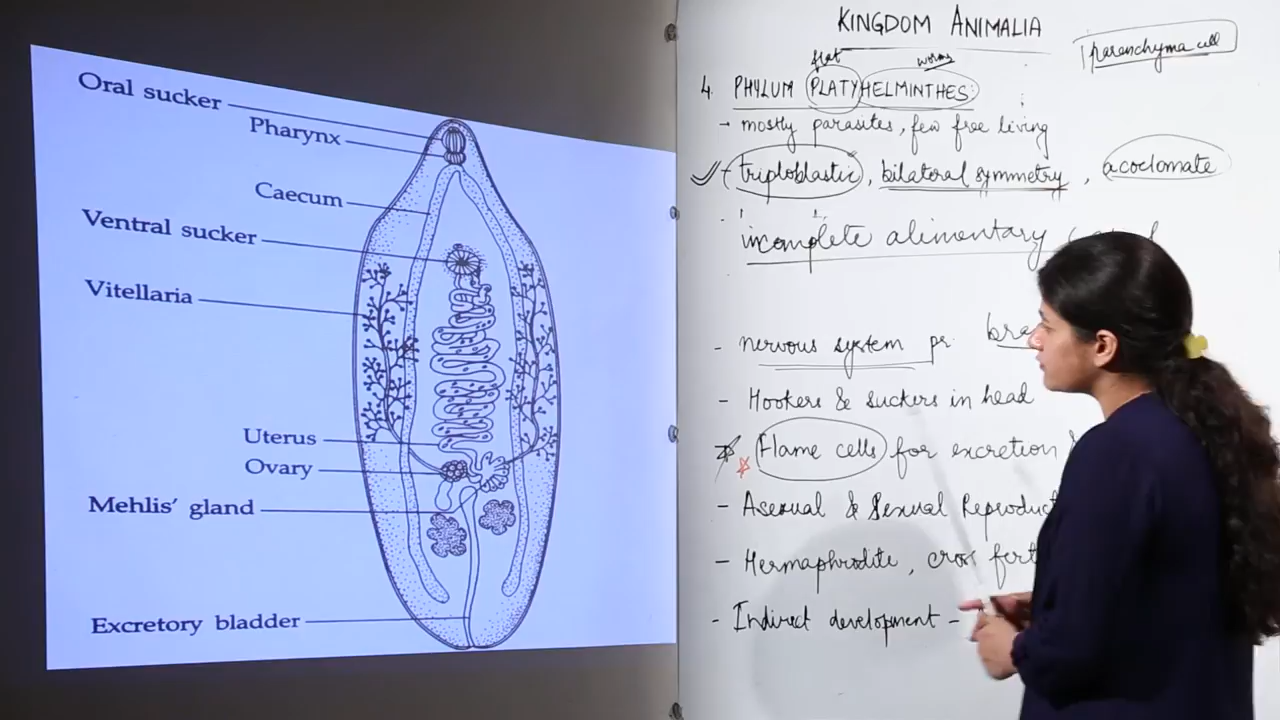 Oral sucker
Pharynx
Caecum
Ventral sucker
Vitellaria
Uterus
Ovary
Mehlis' gland
Excretory bladder
KINGDOM ANIMALIA
parenchyma cell
flat worms
4. PHYLUM PLATYHELMINTHES:
→ mostly parasites, few free living
triploblastic, bilateral symmetry, acoelomate
incomplete alimentary
- nervous system pr.
- Hookers & suckers in head
Flame cells for excretion
- Asexual & Sexual
- Hermaphrodite, cross
- Indirect development -